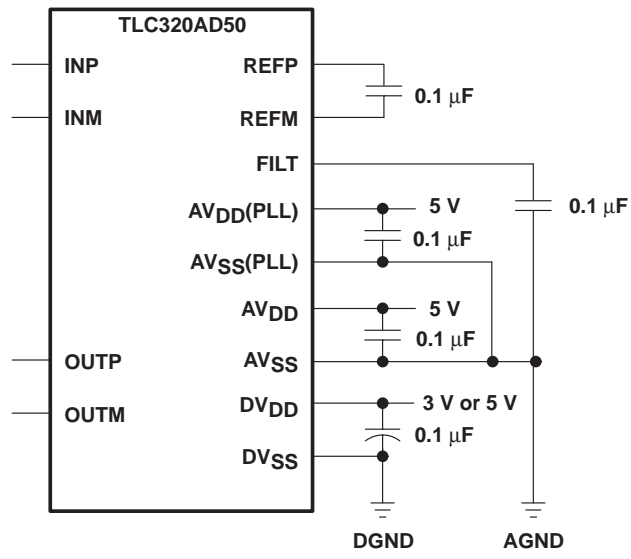 TLC320AD50
INP
REFP
0.1 μF
INM
REFM
FILT
0.1 μF
AVDD(PLL)
5 V
0.1 μF
AVSS(PLL)
AVDD
5 V
0.1 μF
OUTP
AVSS
OUTM
DVDD
3 V or 5 V
0.1 μF
DVSS
DGND
AGND